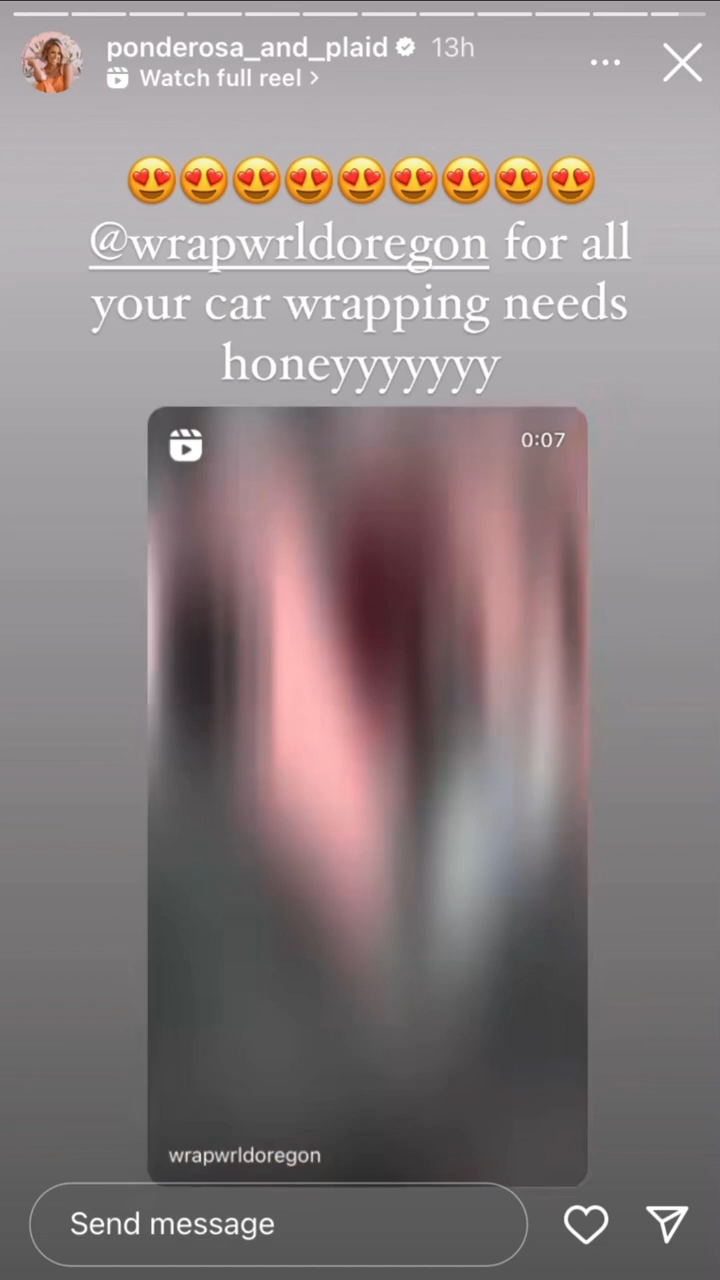 ponderosa_and_plaid 13h
Watch full reel >
😍😍😍😍😍😍😍😍😍
@wrapwrldoregon for all
your car wrapping needs
honeyyyyyyy
0:07
wrapwrldoregon
Send message